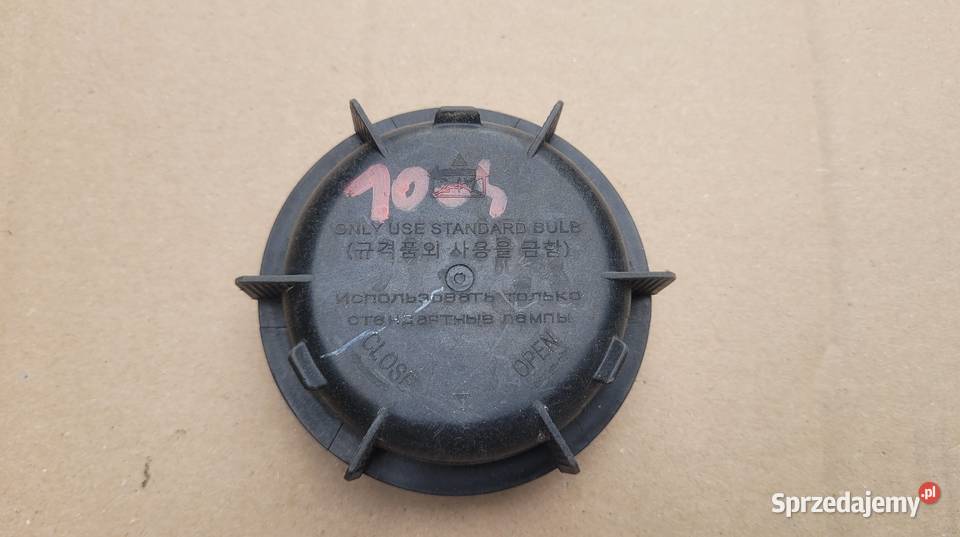 ONLY USE STANDARD BULB
(규격품외 사용을 금함)
Использовать только
стандартные лампы
CLOSE
OPEN
Sprzedajemy.pl